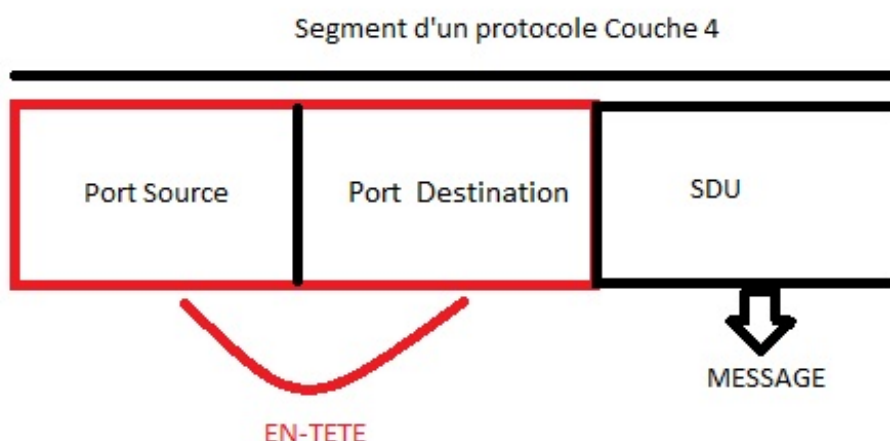 Segment d'un protocole Couche 4
Port Source
Port Destination
SDU
MESSAGE
EN-TETE